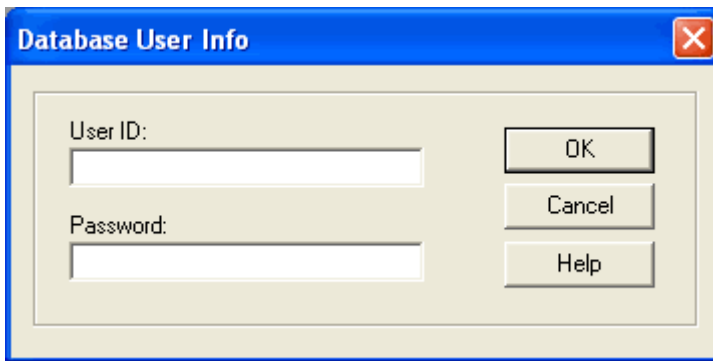 Database User Info
User ID:
OK
Cancel
Password:
Help